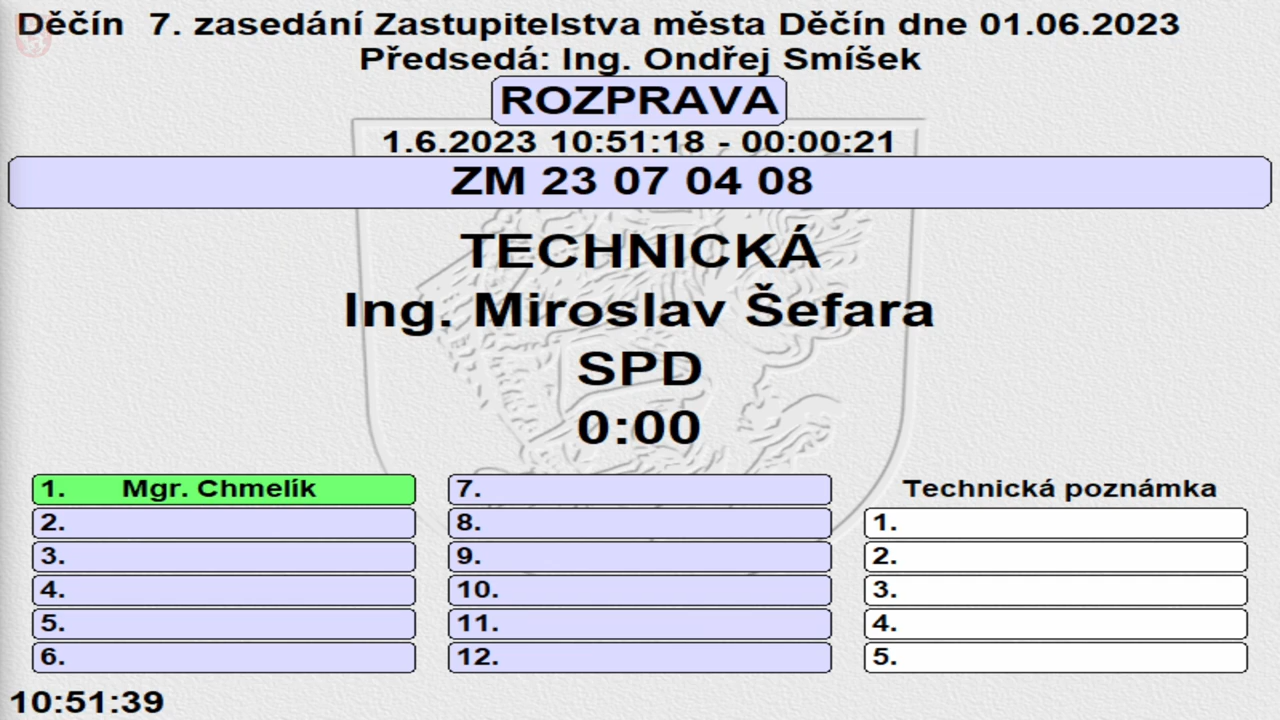 Děčín 7. zasedání Zastupitelstva města Děčín dne 01.06.2023
Předsedá: Ing. Ondřej Smíšek
ROZPRAVA
1.6.2023 10:51:18 - 00:00:21
ZM 23 07 04 08
TECHNICKÁ
Ing. Miroslav Šefara
SPD
0:00
1. Mgr. Chmelík
2.
3.
4.
5.
6.
7.
8.
9.
10.
11.
12.
Technická poznámka
1.
2.
3.
4.
5.
10:51:39